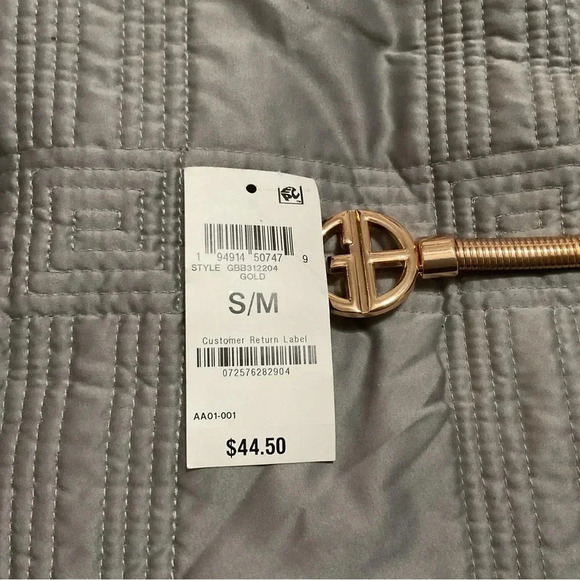 1 94914 50747 9
STYLE GBB312204
GOLD
S/M
Customer Return Label
072576282904
AA01-001
$44.50